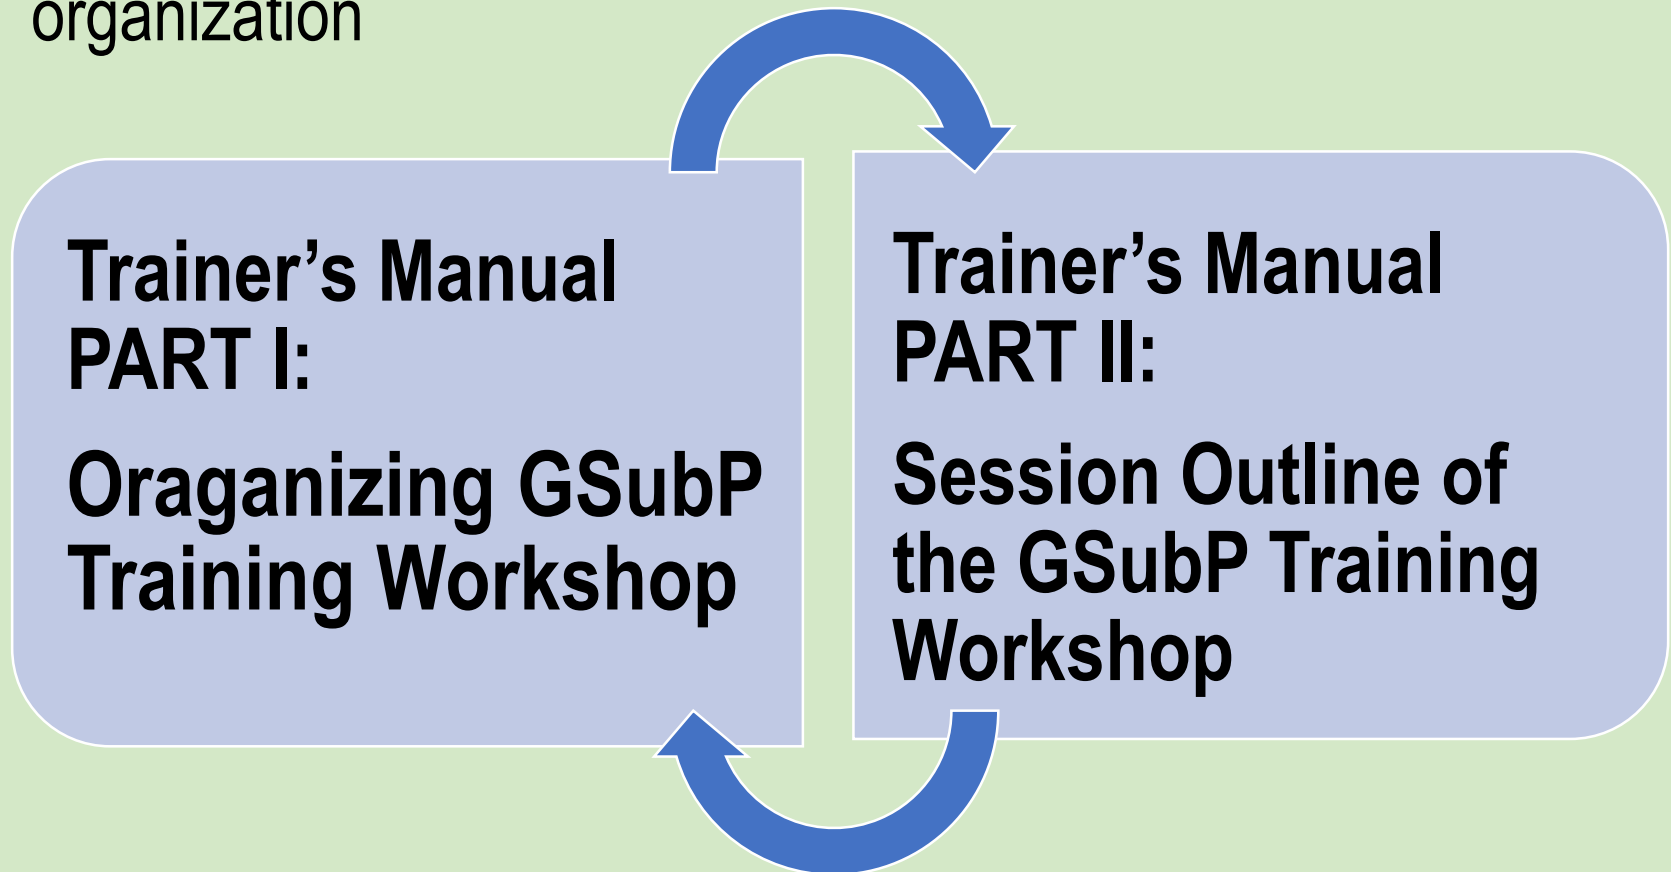 organization
Trainer’s Manual
PART I:
Oraganizing GSubP
Training Workshop
Trainer’s Manual
PART II:
Session Outline of
the GSubP Training
Workshop